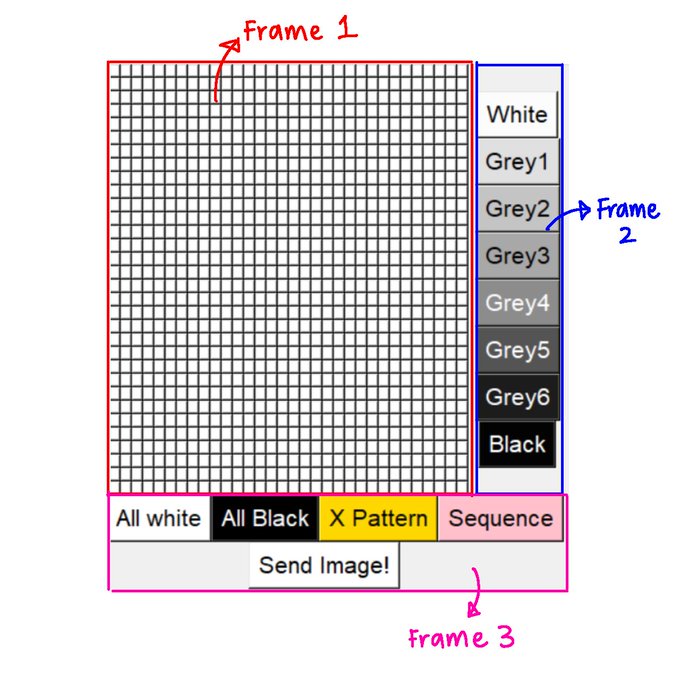 Frame 1
White
Grey1
Grey2
Grey3
Grey4
Grey5
Grey6
Black
Frame
2
All white All Black X Pattern Sequence
Send Image!
Frame 3